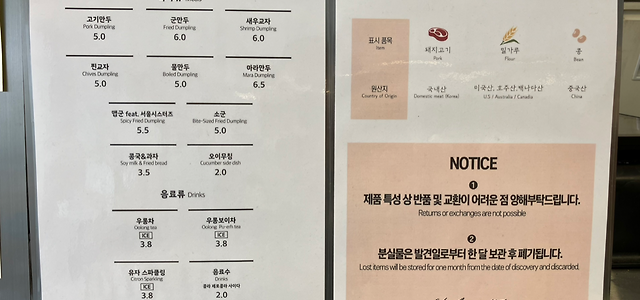 고기만두 군만두 새우교자
Pork Dumpling Fried Dumpling Shrimp Dumpling
5.0 6.0 6.0
찐교자 물만두 마라만두
Chives Dumpling Boiled Dumpling Mara Dumpling
5.0 5.0 6.5
맵군 feat. 서울시스터즈 소군
Spicy Fried Dumpling Bite-Sized Fried Dumpling
5.5 5.0
콩국&과자 오이무침
Soy milk & Fried bread Cucumber side dish
3.5 2.0
음료류 Drinks
우롱차 우롱보이차
Oolong tea Oolong, Pu-erh tea
ICE ICE
3.8 3.8
유자 스파클링 음료수
Citron Sparkling Drinks
ICE 콜라 제로콜라 사이다
3.8 2.0
표시 품목 돼지고기 밀가루 콩
Item Pork Flour Bean
원산지 국내산 미국산, 호주산, 캐나다산 중국산
Country of Origin Domestic meat (Korea) U.S / Australia / Canada China
NOTICE
1
제품 특성 상 반품 및 교환이 어려운 점 양해부탁드립니다.
Returns or exchanges are not possible
2
분실물은 발견일로부터 한 달 보관 후 폐기됩니다.
Lost items will be stored for one month from the date of discovery and discarded.